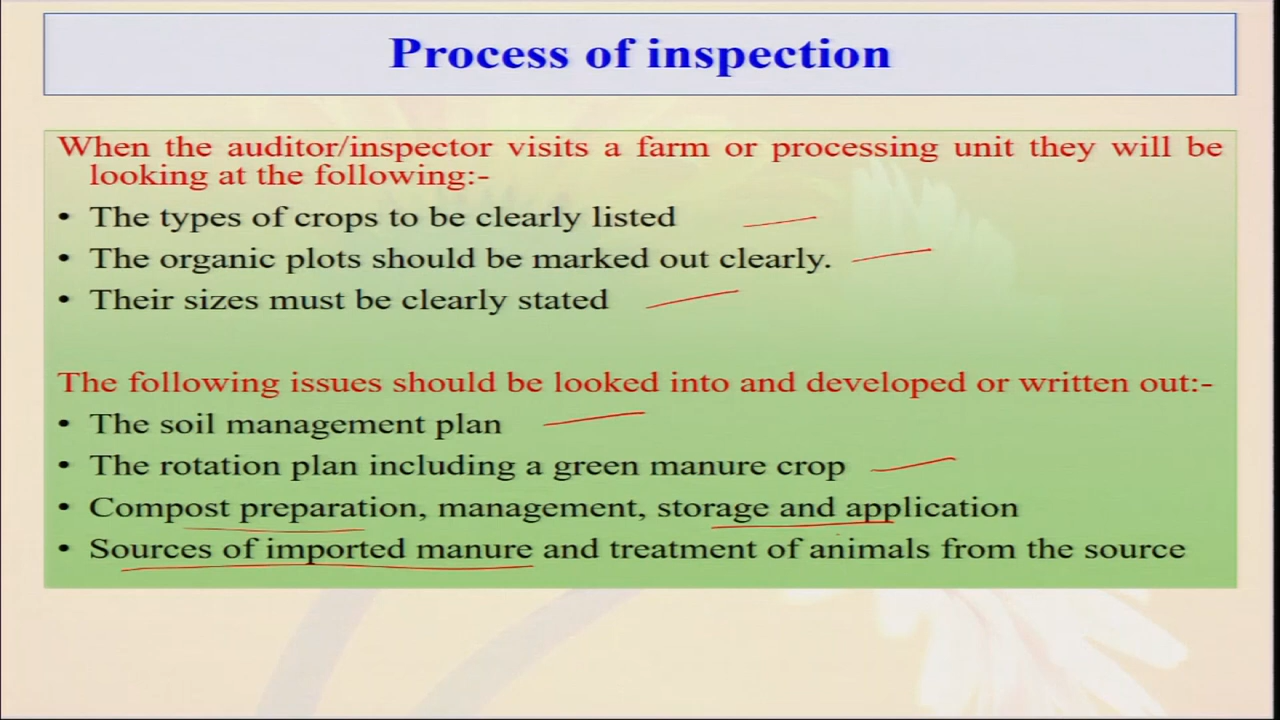 Process of inspection
When the auditor/inspector visits a farm or processing unit they will be
looking at the following:-
• The types of crops to be clearly listed
• The organic plots should be marked out clearly.
• Their sizes must be clearly stated
The following issues should be looked into and developed or written out:-
• The soil management plan
• The rotation plan including a green manure crop
• Compost preparation, management, storage and application
• Sources of imported manure and treatment of animals from the source